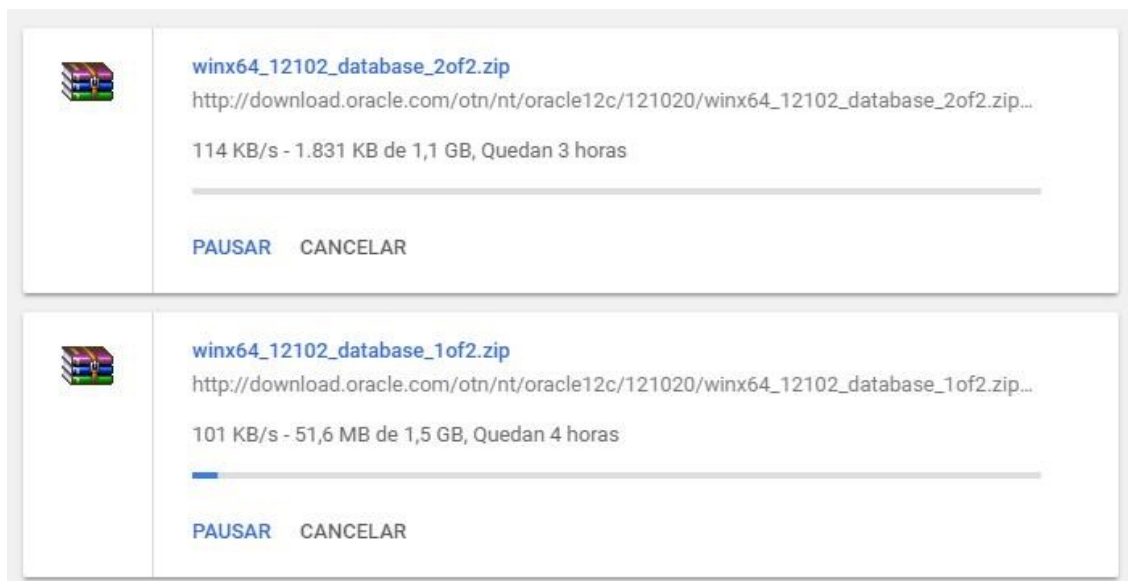 winx64_12102_database_2of2.zip
http://download.oracle.com/otn/nt/oracle12c/121020/winx64_12102_database_2of2.zip...
114 KB/s - 1.831 KB de 1,1 GB, Quedan 3 horas
PAUSAR CANCELAR
winx64_12102_database_1of2.zip
http://download.oracle.com/otn/nt/oracle12c/121020/winx64_12102_database_1of2.zip...
101 KB/s - 51,6 MB de 1,5 GB, Quedan 4 horas
PAUSAR CANCELAR